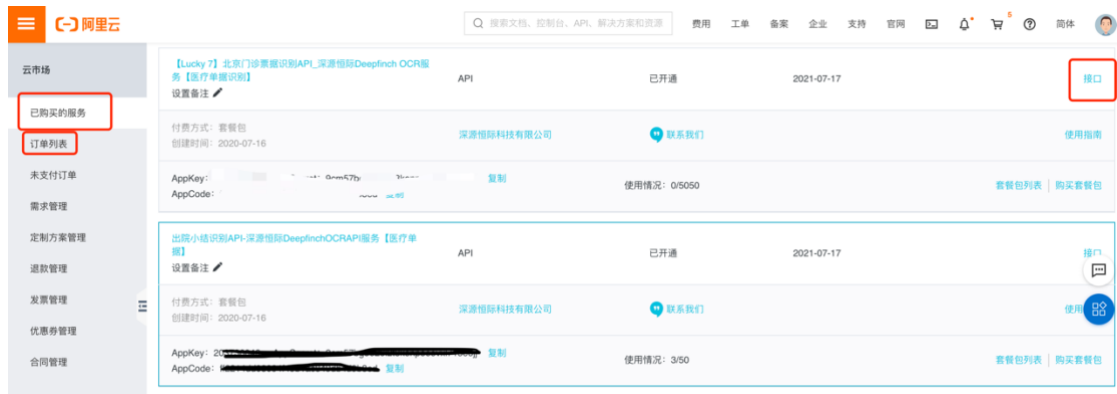 阿里云
搜索文档、控制台、API、解决方案和资源
费用 工单 备案 企业 支持 官网 5 简体
云市场
已购买的服务
订单列表
未支付订单
需求管理
定制方案管理
退款管理
发票管理
优惠券管理
合同管理
【Lucky 7】北京门诊票据识别API_深源恒际Deepfinch OCR服
务【医疗单据识别】
设置备注
API 已开通 2021-07-17 接口
付费方式：套餐包
创建时间：2020-07-16
深源恒际科技有限公司 联系我们 使用指南
AppKey: 复制
AppCode: 复制
使用情况：0/5050 套餐包列表 购买套餐包
出院小结识别API-深源恒际DeepfinchOCRAPI服务【医疗单
据】
设置备注
API 已开通 2021-07-17 接口
付费方式：套餐包
创建时间：2020-07-16
深源恒际科技有限公司 联系我们 使用
AppKey: 复制
AppCode: 复制
使用情况：3/50 套餐包列表 购买套餐包